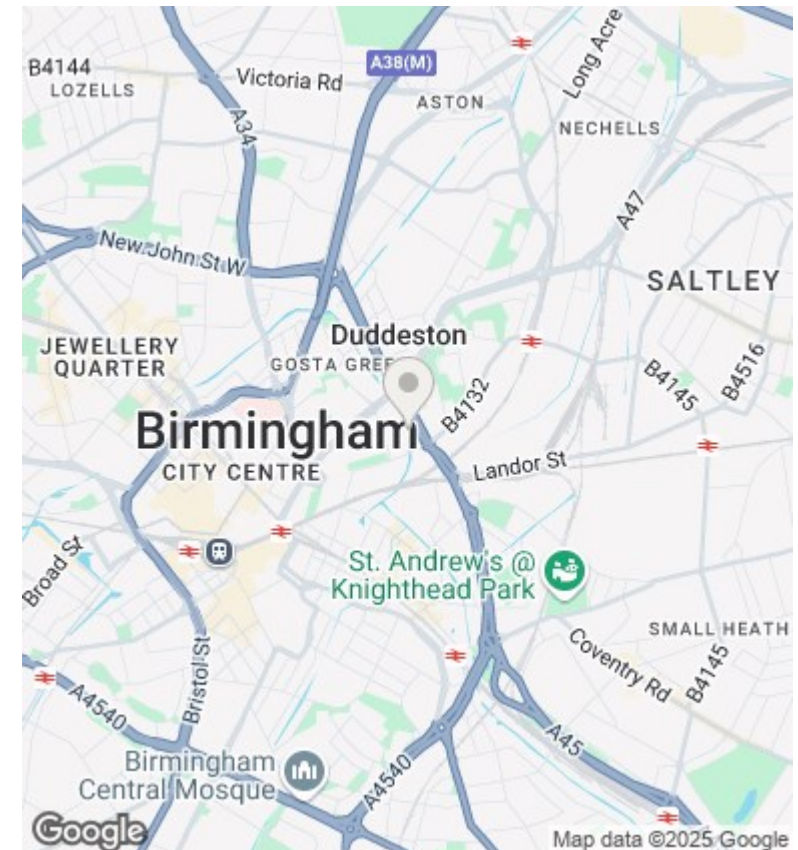 A38(M)
B4144
LOZELLS
Victoria Rd
Long Acre
ASTON
A34
NECHELLS
A47
New John St W
SALTLEY
Duddeston
JEWELLERY
QUARTER
GOSTA GREE
B4516
B4145
B4132
Birmingham
CITY CENTRE
Landor St
Broad St
St. Andrew's @
Knighthead Park
SMALL HEATH
Coventry Rd
B4145
Bristol St
A4540
A45
Birmingham
Central Mosque
A4540
Google
Map data ©2025 Google